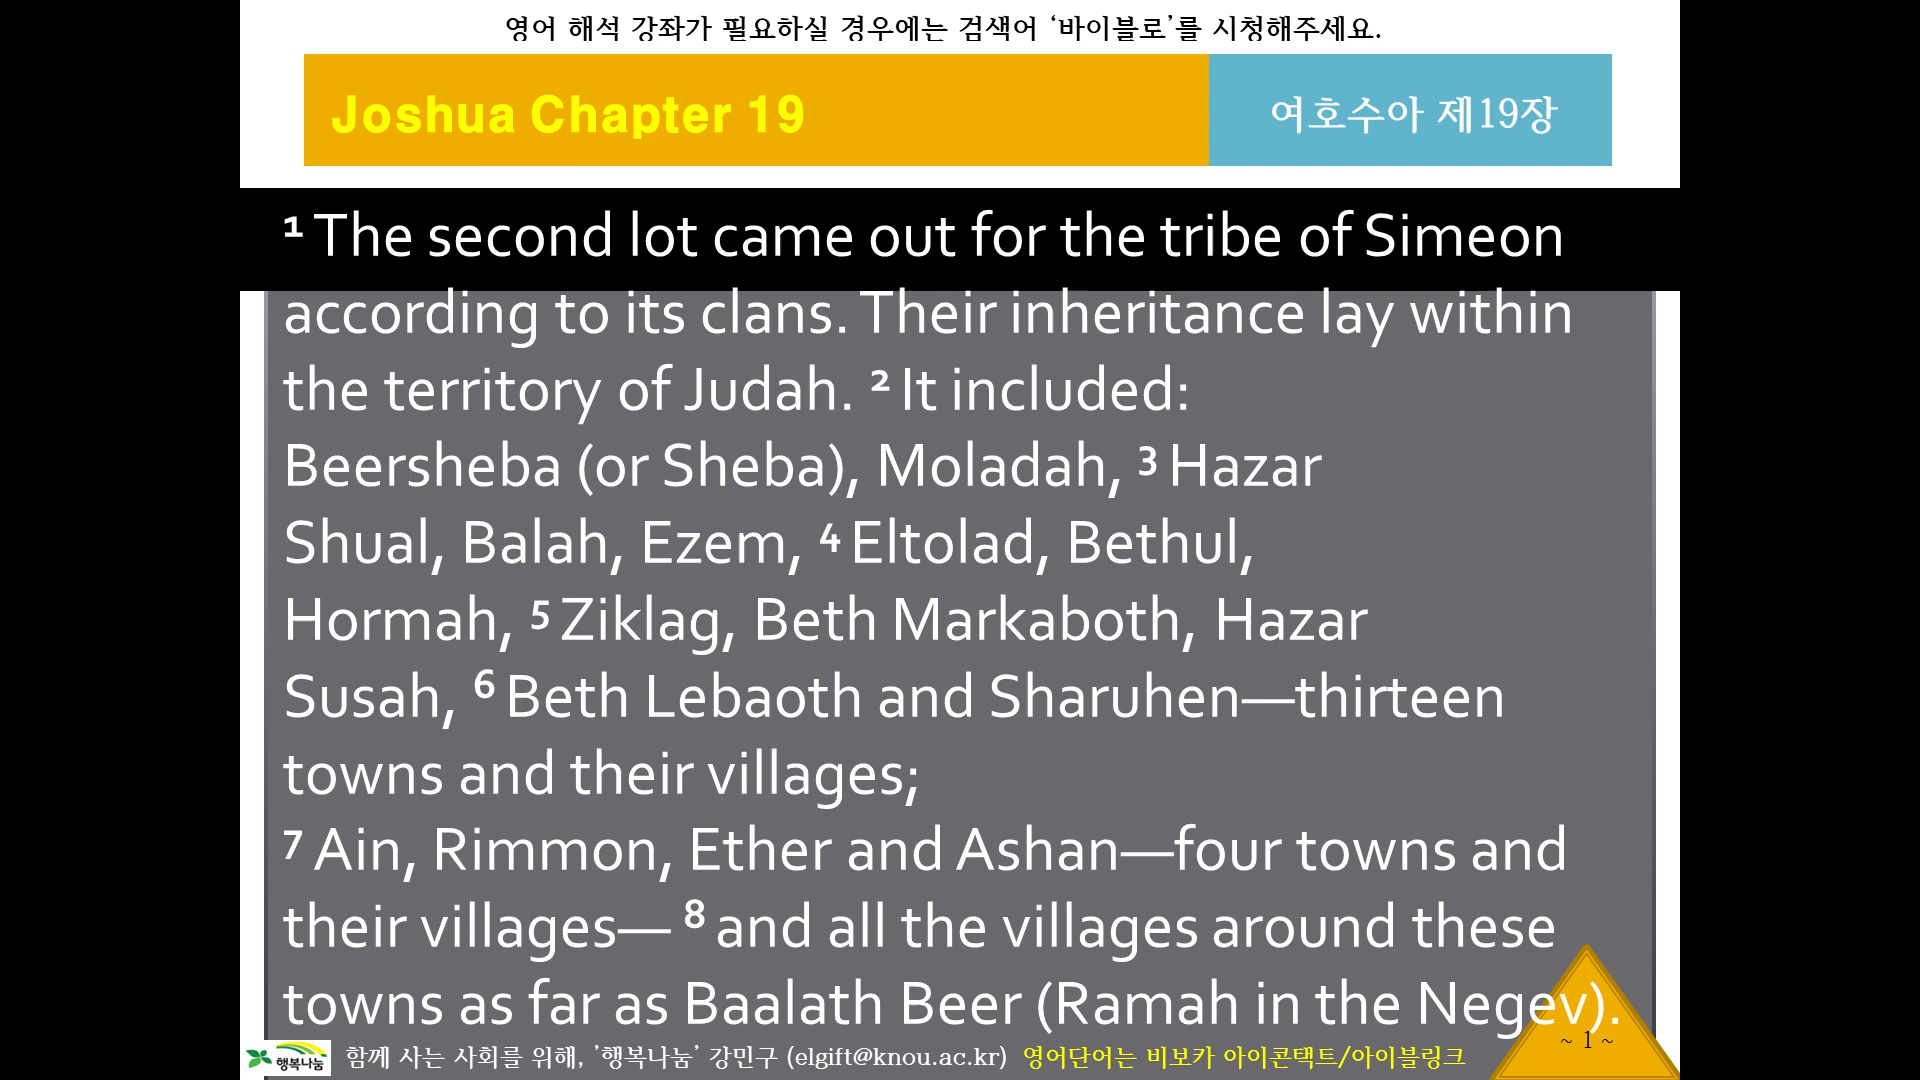 영어 해석 강좌가 필요하실 경우에는 검색어 ‘바이블로’를 시청해주세요.
Joshua Chapter 19
여호수아 제19장
1 The second lot came out for the tribe of Simeon
according to its clans. Their inheritance lay within
the territory of Judah. 2 It included:
Beersheba (or Sheba), Moladah, 3 Hazar
Shual, Balah, Ezem, 4 Eltolad, Bethul,
Hormah, 5 Ziklag, Beth Markaboth, Hazar
Susah, 6 Beth Lebaoth and Sharuhen—thirteen
towns and their villages;
7 Ain, Rimmon, Ether and Ashan—four towns and
their villages— 8 and all the villages around these
towns as far as Baalath Beer (Ramah in the Negev).
~ 1 ~
행복나눔
함께 사는 사회를 위해, ’행복나눔’ 강민구 (elgift@knou.ac.kr) 영어단어는 비보카 아이콘택트/아이블링크